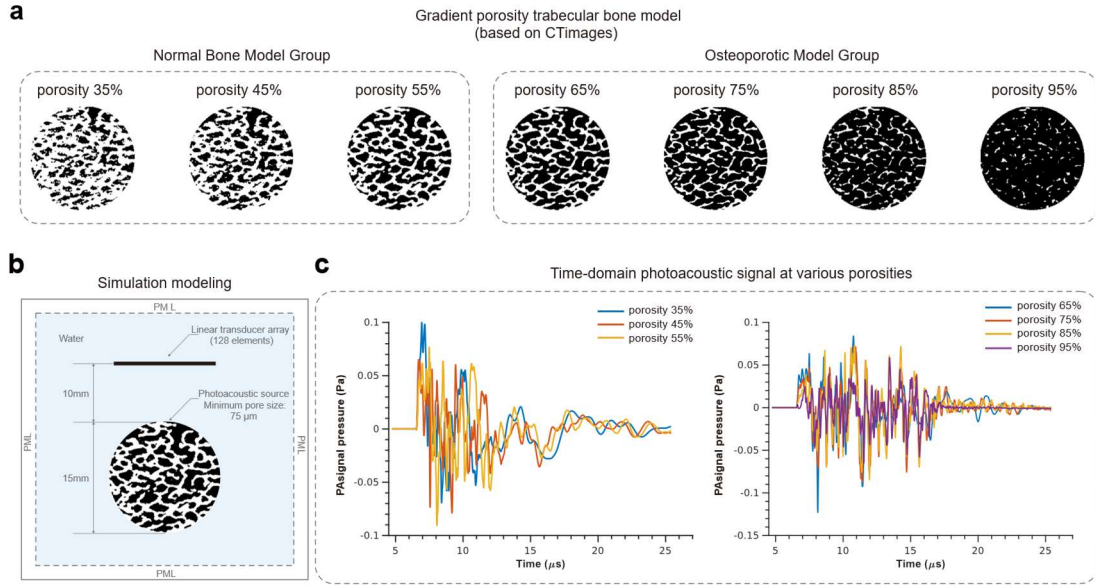 a
Gradient porosity trabecular bone model
(based on CTimages)
Normal Bone Model Group
Osteoporotic Model Group
porosity 35%
porosity 45%
porosity 55%
porosity 65%
porosity 75%
porosity 85%
porosity 95%
b
Simulation modeling
PM L
Water
Linear transducer array
(128 elements)
10mm
Photoacoustic source
Minimum pore size:
75 μm
PML
PML
15mm
PML
c
Time-domain photoacoustic signal at various porosities
porosity 35%
porosity 45%
porosity 55%
PAsignal pressure (Pa)
0.1
0.05
0
-0.05
-0.1
5
10
15
20
25
Time (μs)
porosity 65%
porosity 75%
porosity 85%
porosity 95%
PAsignal pressure (Pa)
0.1
0.05
0
-0.05
-0.1
-0.15
5
10
15
20
25
Time (μs)